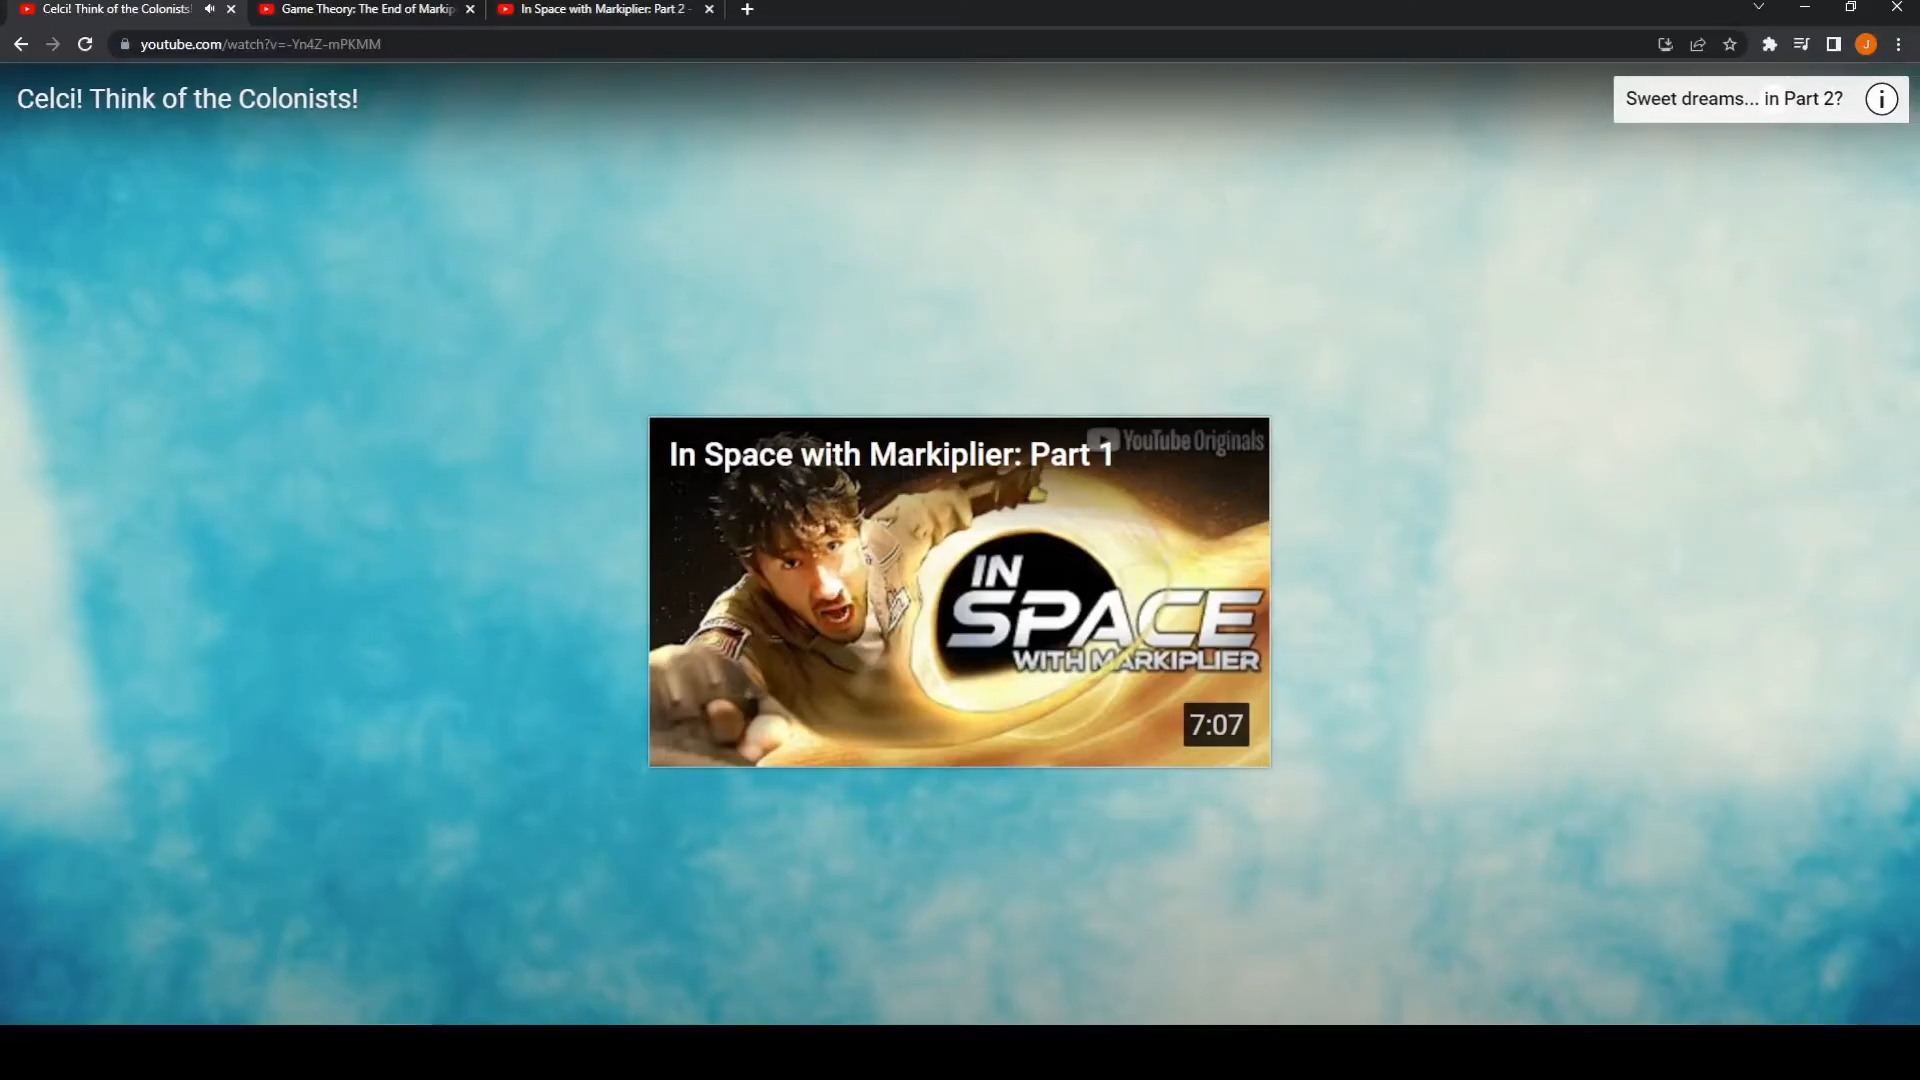 Celci! Think of the Colonists!
Game Theory: The End of Markip
In Space with Markiplier: Part 2 -
youtube.com/watch?v=-Yn4Z-mPKMM
J
Celci! Think of the Colonists!
Sweet dreams... in Part 2?
In Space with Markiplier: Part 1
YouTube Originals
IN
SPACE
WITH MARKIPLIER
7:07